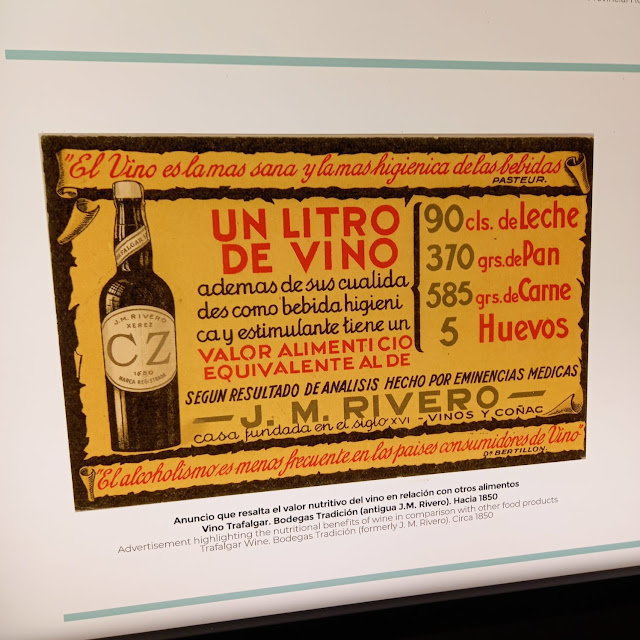 "El Vino es la mas sana y la mas higienica de las bebidas
PASTEUR.
TRAFALGAR
J.M. RIVERO
XEREZ
CZ
1650
MARCA REGISTRADA
UN LITRO
DE VINO
ademas de sus cualida
des como bebida higieni
ca y estimulante tiene un
VALOR ALIMENTICIO
EQUIVALENTE AL DE
90 cls. de Leche
370 grs. de Pan
585 grs. de Carne
5 Huevos
SEGUN RESULTADO DE ANALISIS HECHO POR EMINENCIAS MEDICAS
— J. M. RIVERO —
casa fundada en el siglo XVI - VINOS Y COÑAC
"El alcoholismo es menos frecuente en los paises consumidores de Vino"
Dr BERTILLON.
Anuncio que resalta el valor nutritivo del vino en relación con otros alimentos
Vino Trafalgar. Bodegas Tradición (antigua J.M. Rivero). Hacia 1850
Advertisement highlighting the nutritional benefits of wine in comparison with other food products
Trafalgar Wine. Bodegas Tradición (formerly J. M. Rivero). Circa 1850